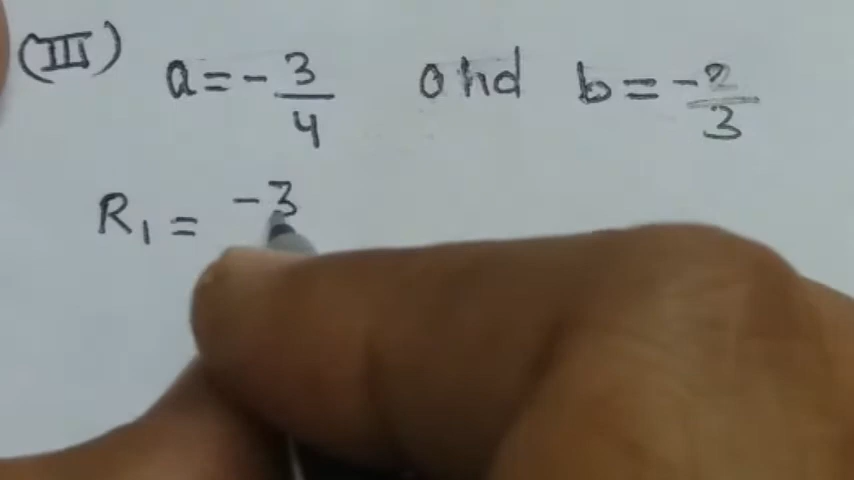 (III) a = - 3/4 and b = - 2/3
R₁ = -3